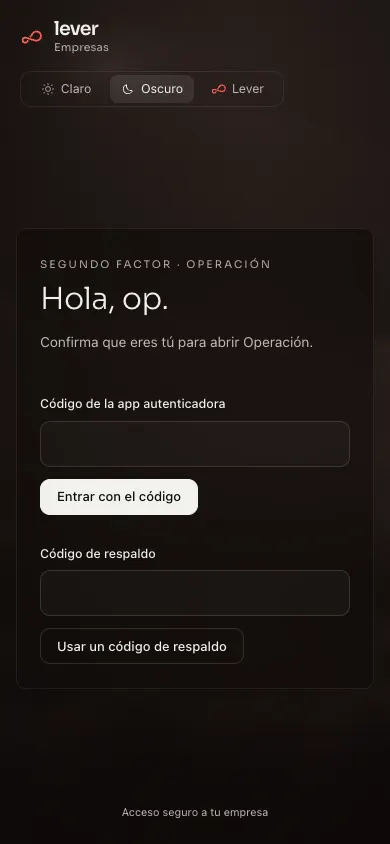 lever
Empresas
Claro
Oscuro
Lever
SEGUNDO FACTOR · OPERACIÓN
Hola, op.
Confirma que eres tú para abrir Operación.
Código de la app autenticadora
Entrar con el código
Código de respaldo
Usar un código de respaldo
Acceso seguro a tu empresa